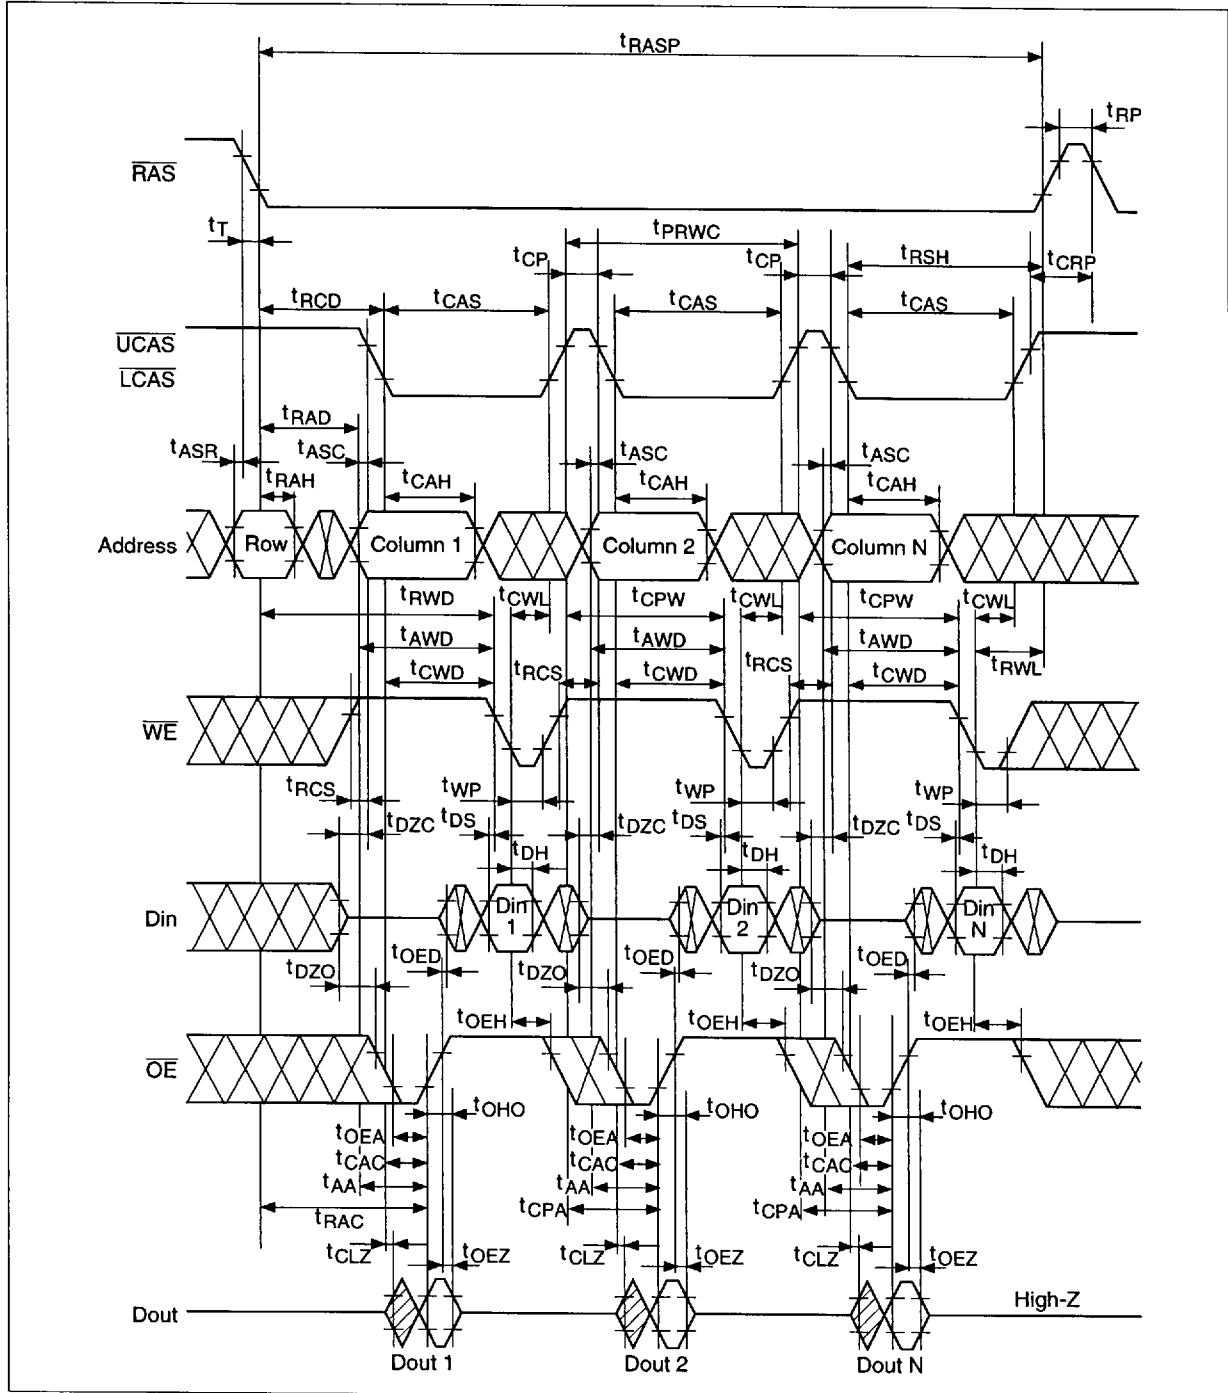 tRASP
tRP
RAS
tT
tPRWC
tCP tCP tRSH tCRP
tRCD tCAS tCAS tCAS
UCAS
LCAS
tRAD
tASR tASC tASC tASC
tRAH tCAH tCAH tCAH
Address Row Column 1 Column 2 Column N
tRWD tCWL tCPW tCWL tCPW tCWL
tAWD tAWD tAWD
tCWD tRCS tCWD tRCS tCWD tRWL
WE
tRCS tWP tWP tWP
tDZC tDS tDZC tDS tDZC tDS
tDH tDH tDH
Din Din 1 Din 2 Din N
tDZO tOED tDZO tOED tDZO tOED
tOEH tOEH tOEH
OE
tOHO tOHO tOHO
tOEA tOEA tOEA
tCAC tCAC tCAC
tAA tAA tAA
tRAC tCPA tCPA
tCLZ tOEZ tCLZ tOEZ tCLZ tOEZ
Dout High-Z
Dout 1 Dout 2 Dout N